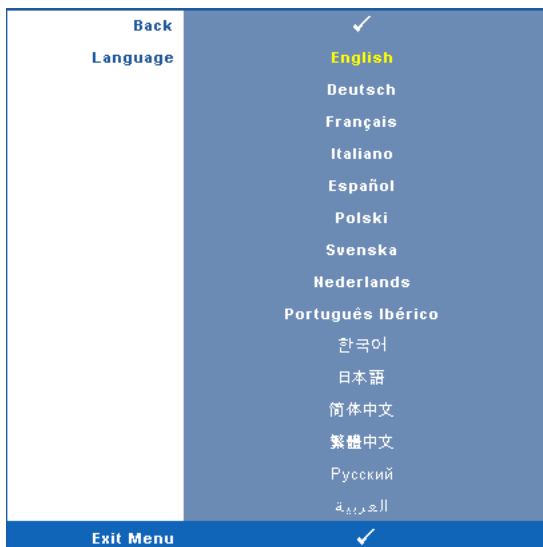 Back ✓
Language English
Deutsch
Français
Italiano
Español
Polski
Svenska
Nederlands
Português Ibérico
한국어
日本語
简体中文
繁體中文
Русский
العربية
Exit Menu ✓